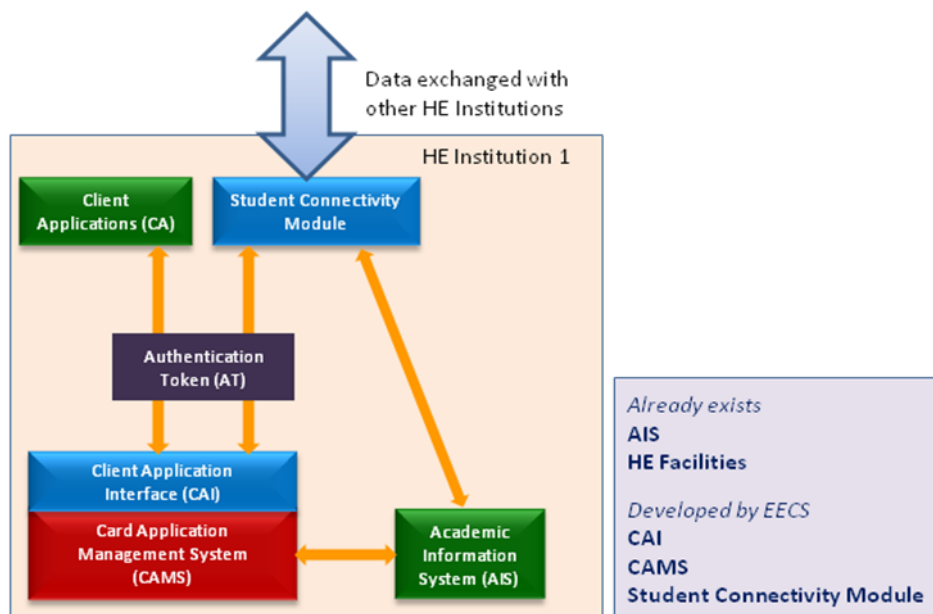 Data exchanged with
other HE Institutions
HE Institution 1
Client
Applications (CA)
Student Connectivity
Module
Authentication
Token (AT)
Client Application
Interface (CAI)
Card Application
Management System
(CAMS)
Academic
Information
System (AIS)
Already exists
AIS
HE Facilities
Developed by EECS
CAI
CAMS
Student Connectivity Module